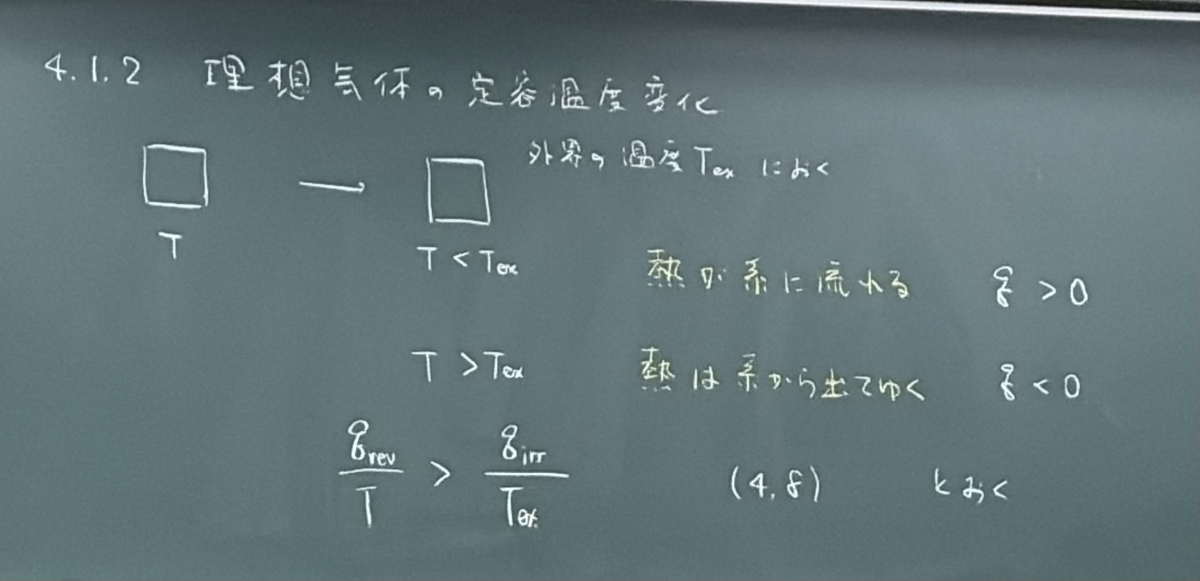 4.1.2 理想気体の定容温度変化
外界の温度 Tex におく
T
T < Tex 熱が系に流れる q > 0
T > Tex 熱は系から出てゆく q < 0
qrev/T > qirr/Tex (4,8) とおく